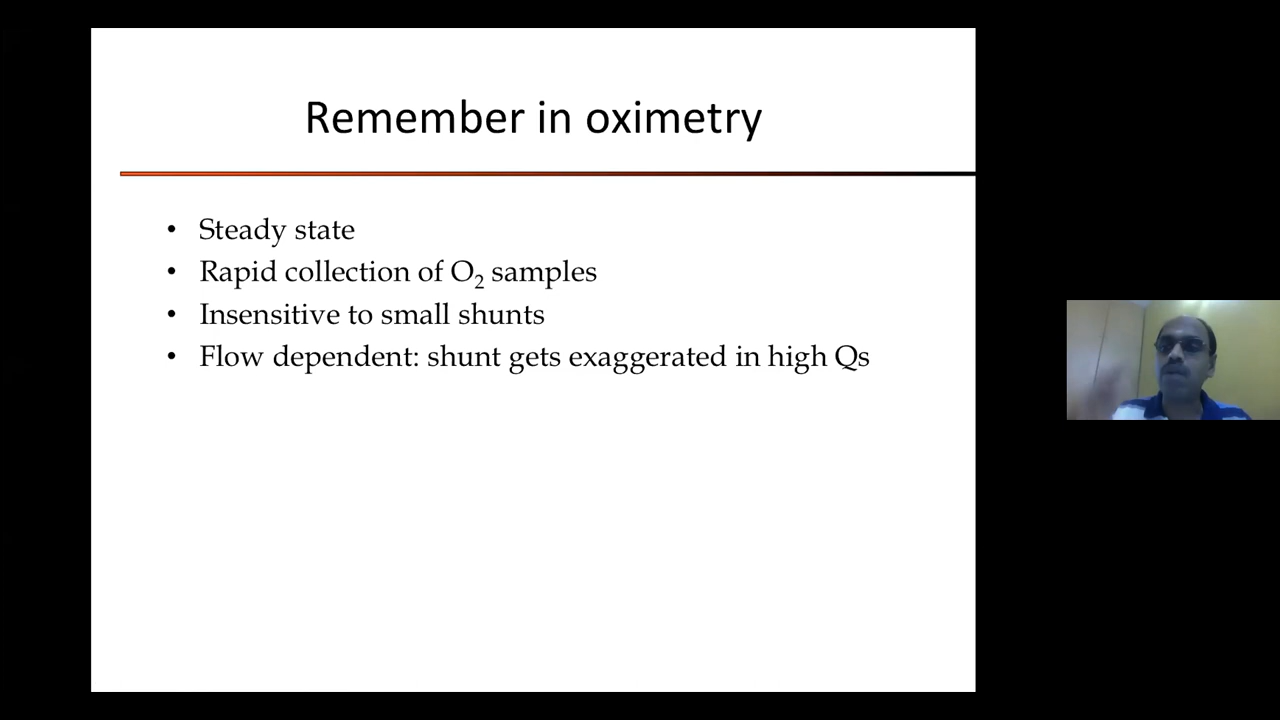 Remember in oximetry
• Steady state
• Rapid collection of O₂ samples
• Insensitive to small shunts
• Flow dependent: shunt gets exaggerated in high Qs